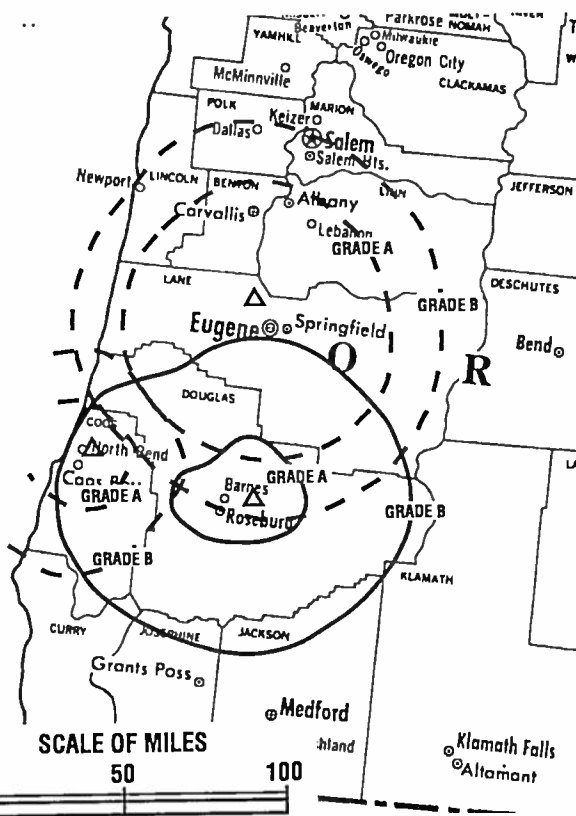 Parkrose
NOMAH
Beaverton
Milwaukie
YAMHILL
Oswego
Oregon City
McMinnville
CLACKAMAS
POLK
MARION
Keizer
Dallas
Salem
Salem Hts.
Newport
LINCOLN
BENTON
LINN
JEFFERSON
Albany
Corvallis
Lebanon
GRADE A
LANE
DESCHUTES
GRADE B
Eugene
Springfield
Bend
O
R
DOUGLAS
COOS
North Bend
GRADE A
Barnes
GRADE A
Roseburg
GRADE B
GRADE B
KLAMATH
CURRY
JOSEPHINE
JACKSON
Grants Pass
Medford
SCALE OF MILES
hland
Klamath Falls
50
100
Altamont